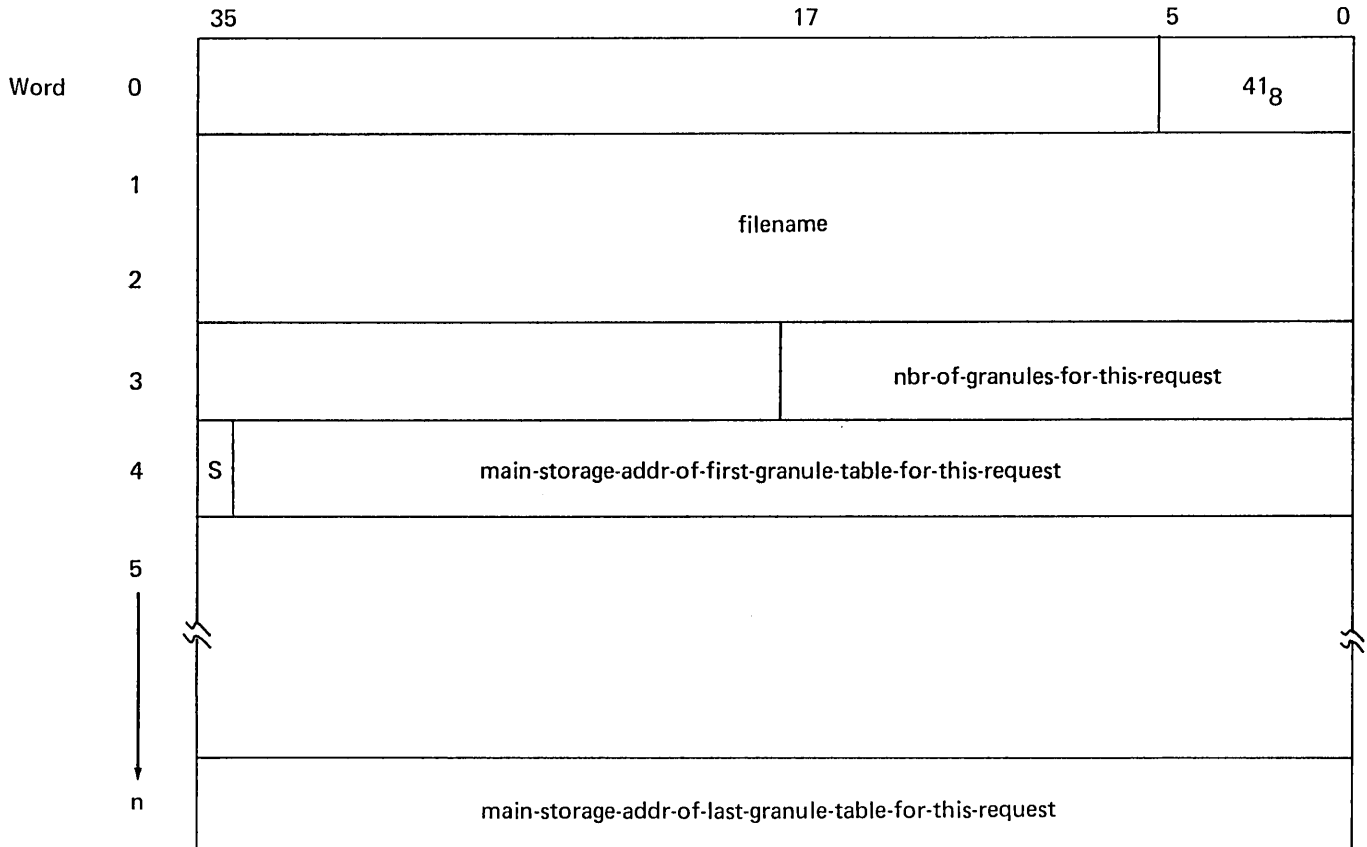 35 17 5 0
Word 0 41₈
1
filename
2
3 nbr-of-granules-for-this-request
4 S main-storage-addr-of-first-granule-table-for-this-request
5
n main-storage-addr-of-last-granule-table-for-this-request